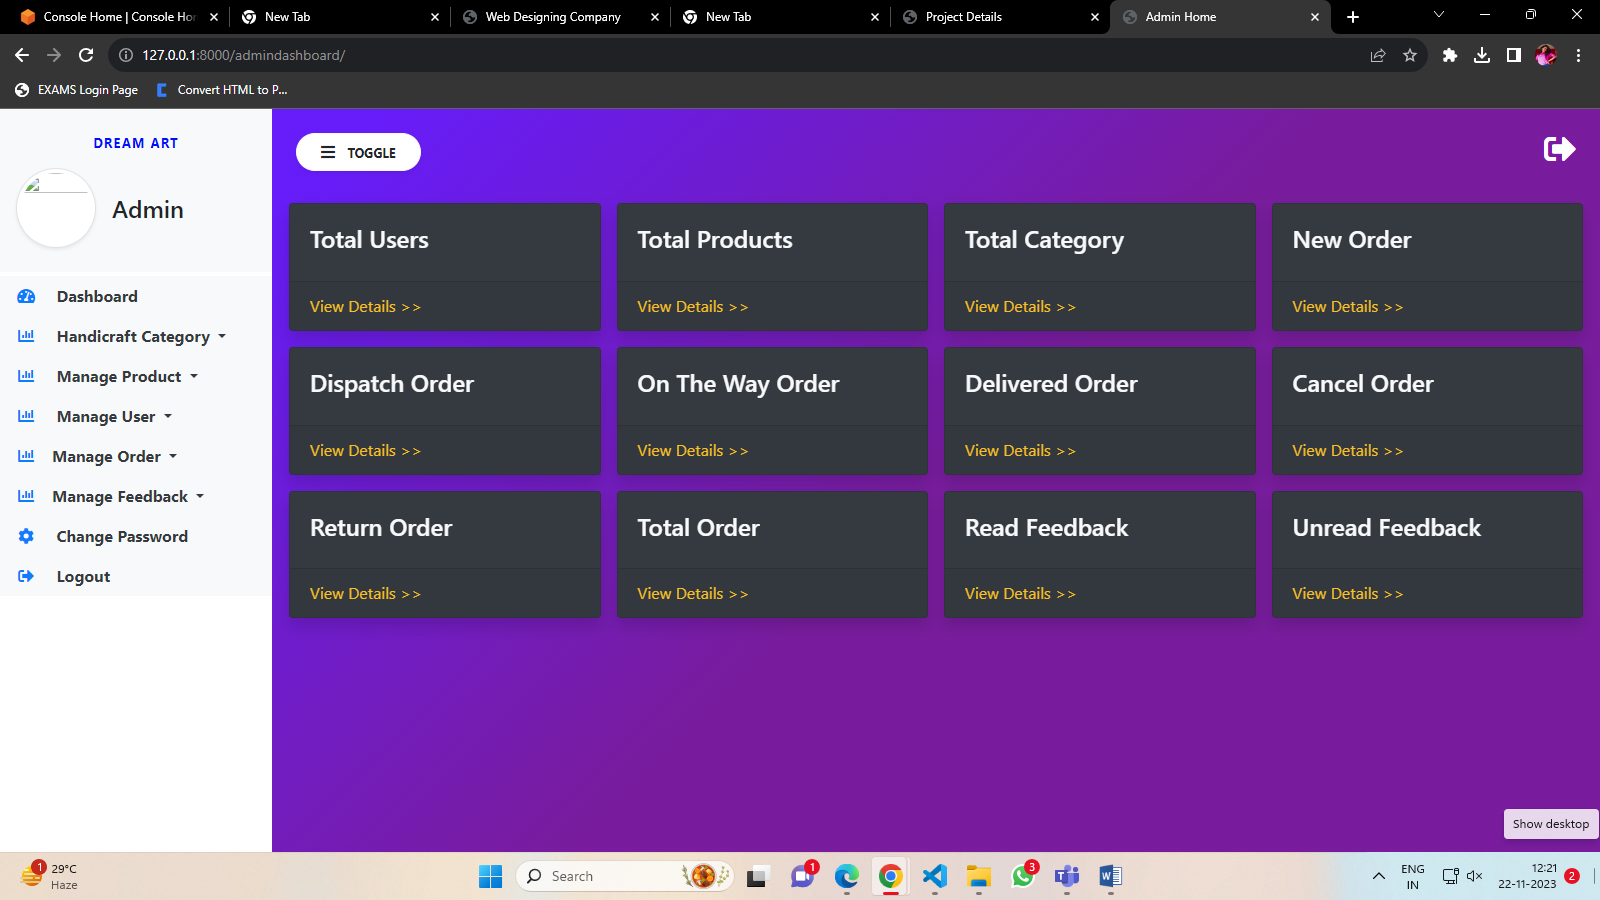 Console Home | Console Ho
New Tab
Web Designing Company
New Tab
Project Details
Admin Home
127.0.0.1:8000/admindashboard/
EXAMS Login Page
Convert HTML to P...
DREAM ART
Admin
Dashboard
Handicraft Category
Manage Product
Manage User
Manage Order
Manage Feedback
Change Password
Logout
TOGGLE
Total Users
View Details >>
Total Products
View Details >>
Total Category
View Details >>
New Order
View Details >>
Dispatch Order
View Details >>
On The Way Order
View Details >>
Delivered Order
View Details >>
Cancel Order
View Details >>
Return Order
View Details >>
Total Order
View Details >>
Read Feedback
View Details >>
Unread Feedback
View Details >>
Show desktop
1
29°C
Haze
Search
1
3
ENG
IN
12:21
22-11-2023
2